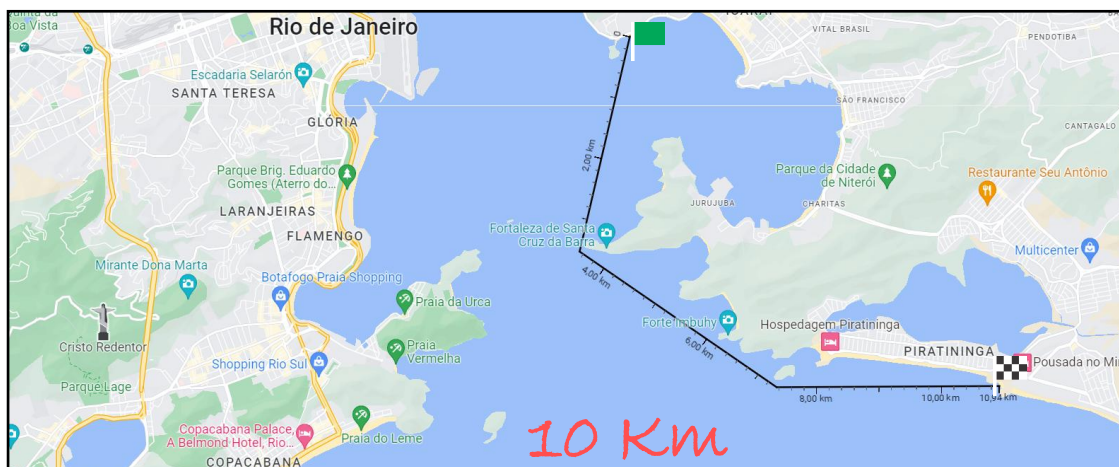 Rio de Janeiro
ICARAÍ
VITAL BRASIL
PENDOTIBA
Boa Vista
0
Escadaria Selarón
SANTA TERESA
SÃO FRANCISCO
GLÓRIA
CANTAGALO
2,00 km
Parque Brig. Eduardo
Gomes (Aterro do...
Parque da Cidade
de Niterói
Restaurante Seu Antônio
LARANJEIRAS
JURUJUBA
CHARITAS
FLAMENGO
Fortaleza de Santa
Cruz da Barra
Multicenter
Mirante Dona Marta
Botafogo Praia Shopping
4,00 km
Praia da Urca
Forte Imbuhy
Hospedagem Piratininga
Cristo Redentor
Praia
Vermelha
6,00 km
PIRATININGA
Shopping Rio Sul
Pousada no Mi
Parque Lage
8,00 km
10,00 km
10,94 km
Copacabana Palace,
A Belmond Hotel, Rio...
Praia do Leme
10 Km
COPACABANA